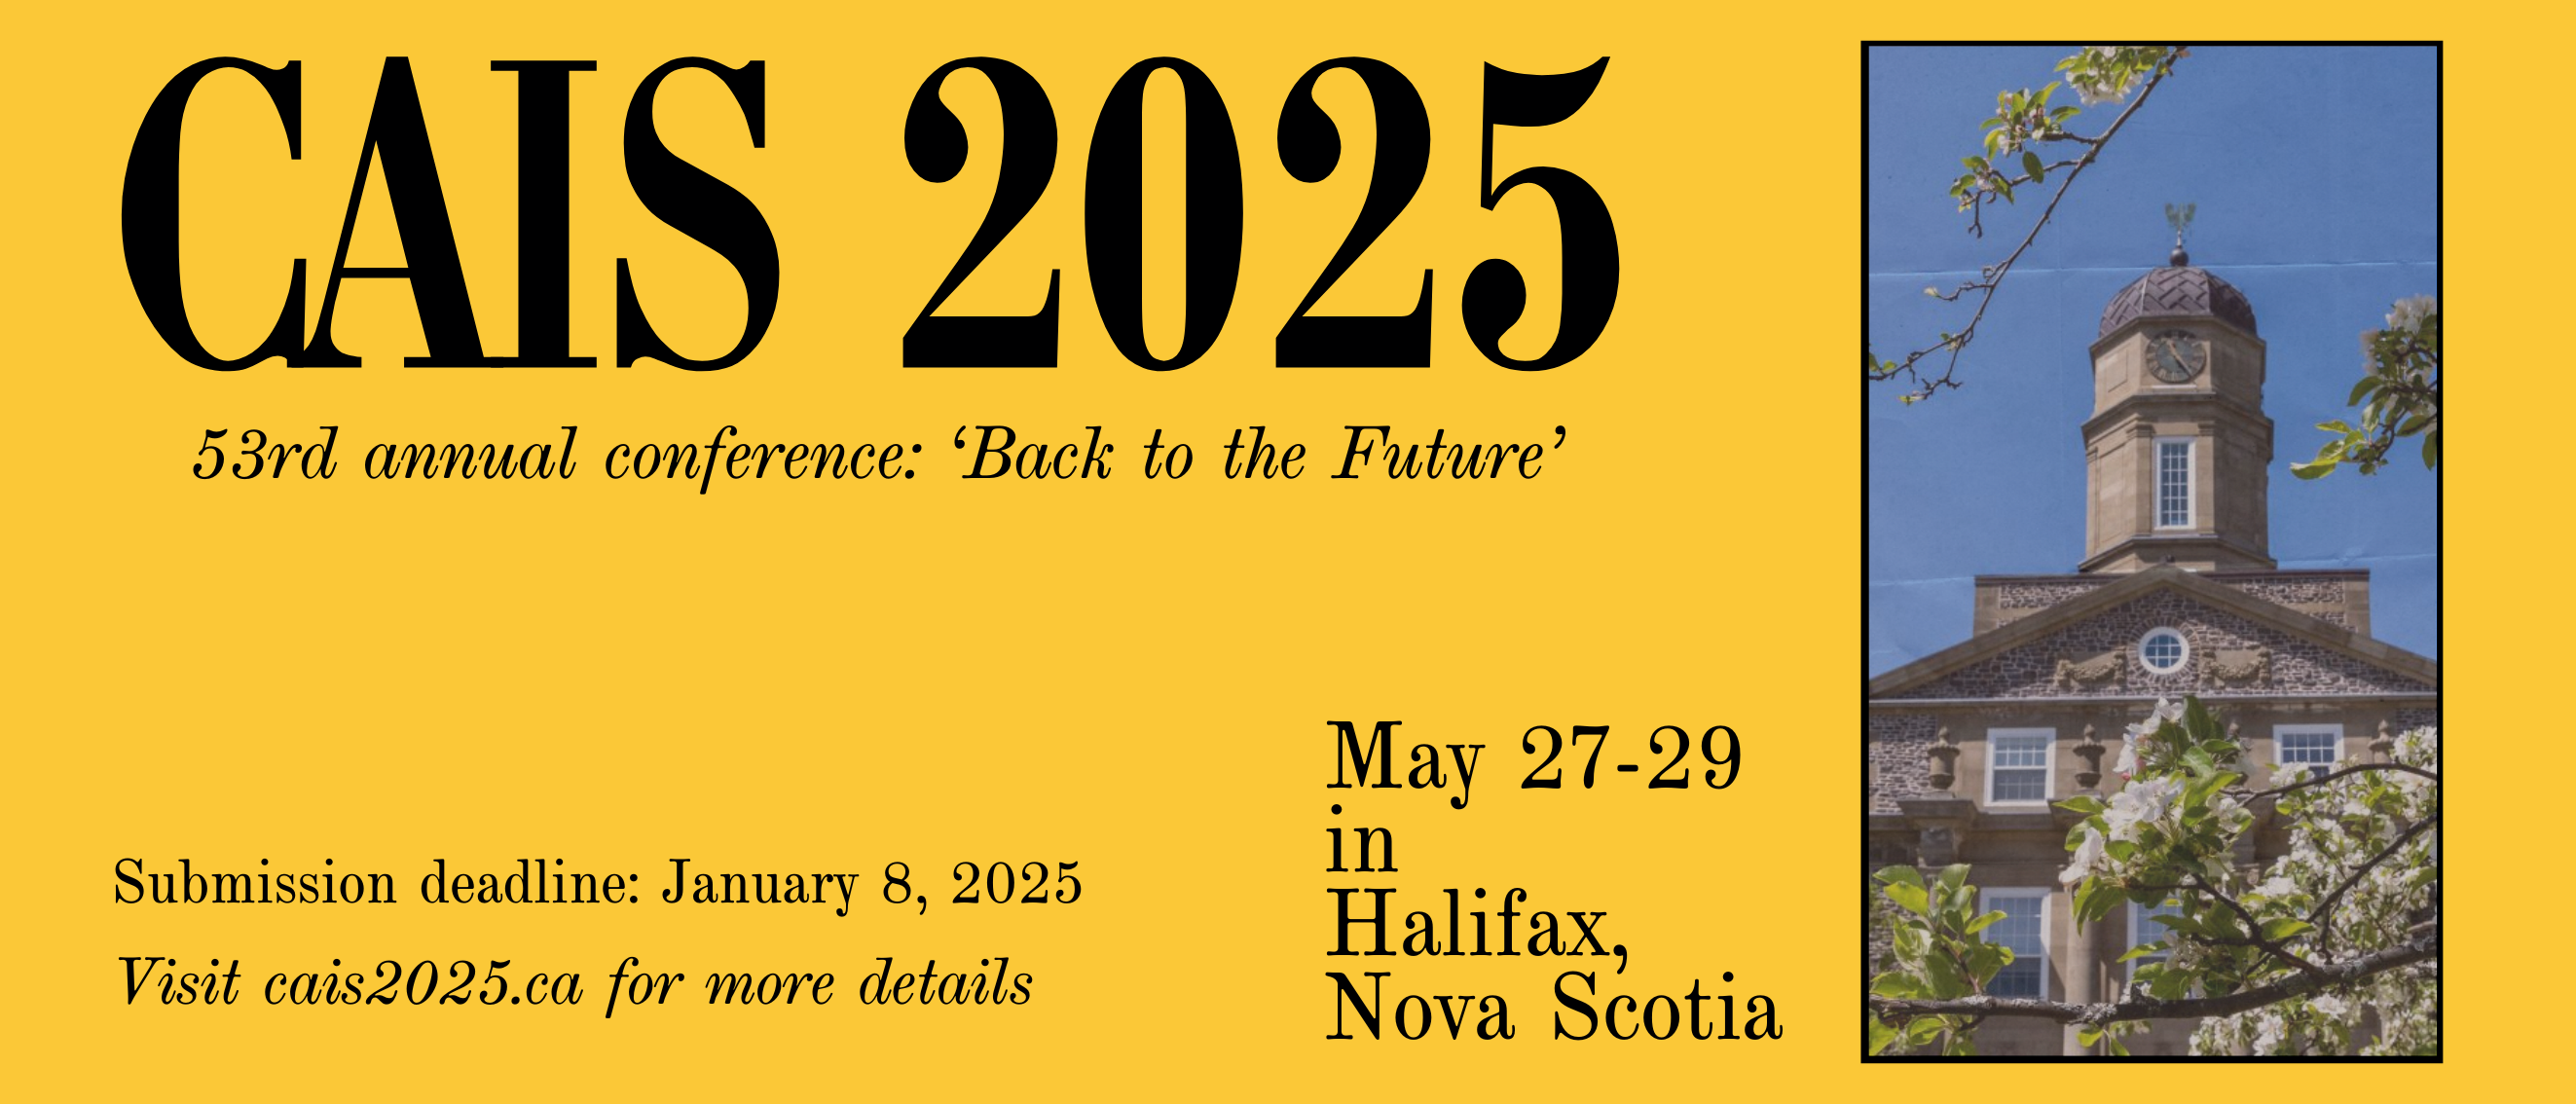 CAIS 2025
53rd annual conference: ‘Back to the Future’
Submission deadline: January 8, 2025
Visit cais2025.ca for more details
May 27-29
in
Halifax,
Nova Scotia